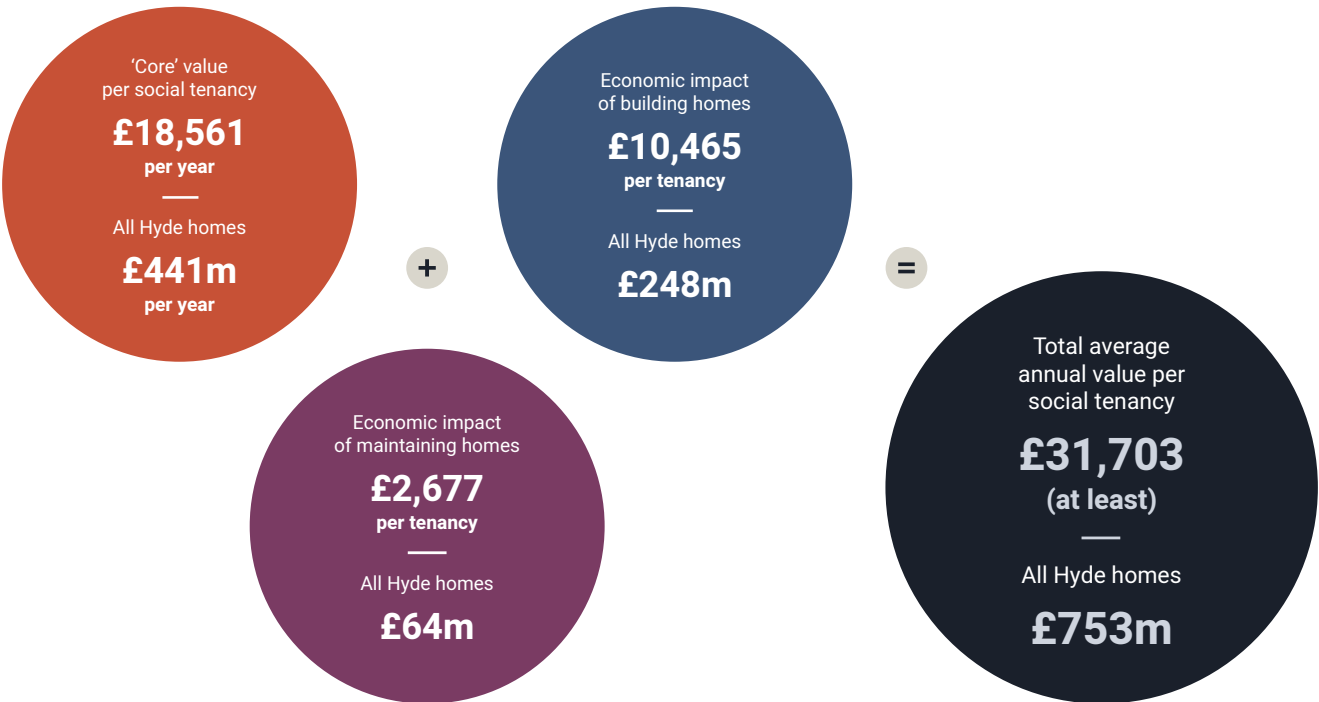 ‘Core’ value
per social tenancy
£18,561
per year
All Hyde homes
£441m
per year
+
Economic impact
of maintaining homes
£2,677
per tenancy
All Hyde homes
£64m
Economic impact
of building homes
£10,465
per tenancy
All Hyde homes
£248m
=
Total average
annual value per
social tenancy
£31,703
(at least)
All Hyde homes
£753m